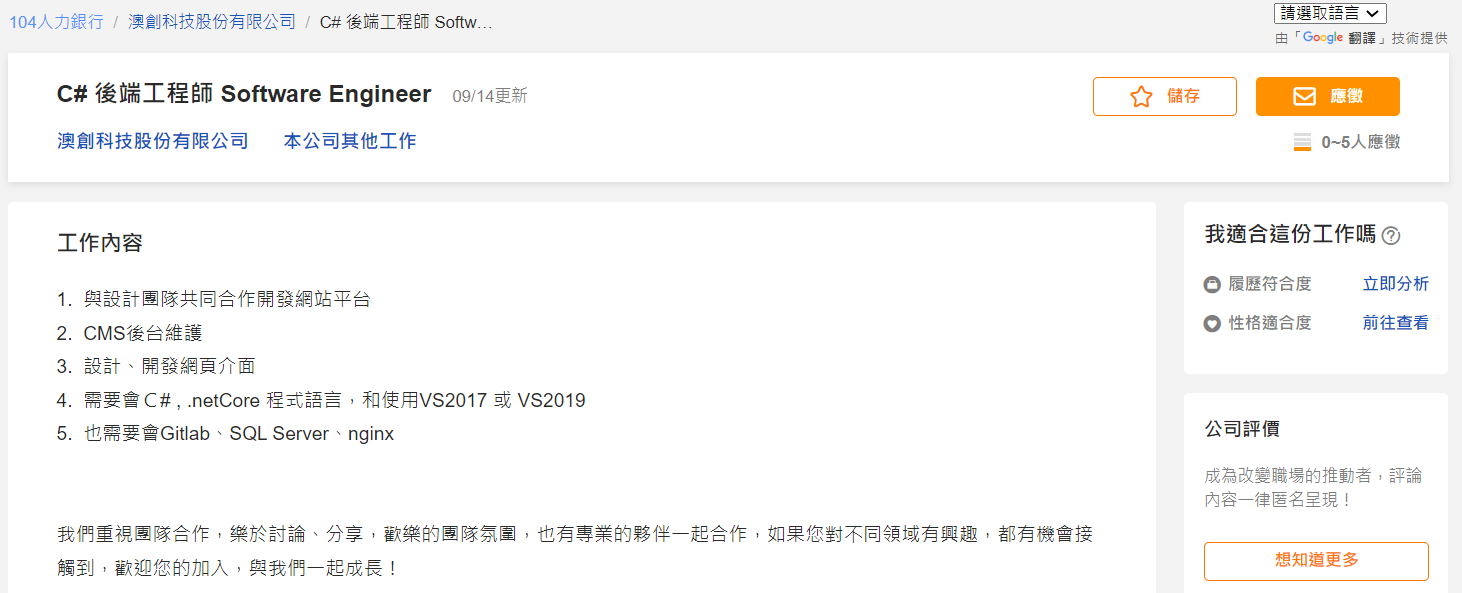 104人力銀行 / 澳創科技股份有限公司 / C# 後端工程師 Softw…
請選取語言
由「Google 翻譯」技術提供
C# 後端工程師 Software Engineer 09/14更新
儲存
應徵
澳創科技股份有限公司 本公司其他工作
0~5人應徵
工作內容
1. 與設計團隊共同合作開發網站平台
2. CMS後台維護
3. 設計、開發網頁介面
4. 需要會Ｃ# , .netCore 程式語言，和使用VS2017 或 VS2019
5. 也需要會Gitlab、SQL Server、nginx
我們重視團隊合作，樂於討論、分享，歡樂的團隊氛圍，也有專業的夥伴一起合作，如果您對不同領域有興趣，都有機會接
觸到，歡迎您的加入，與我們一起成長！
我適合這份工作嗎 ?
履歷符合度 立即分析
性格適合度 前往查看
公司評價
成為改變職場的推動者，評論
內容一律匿名呈現！
想知道更多